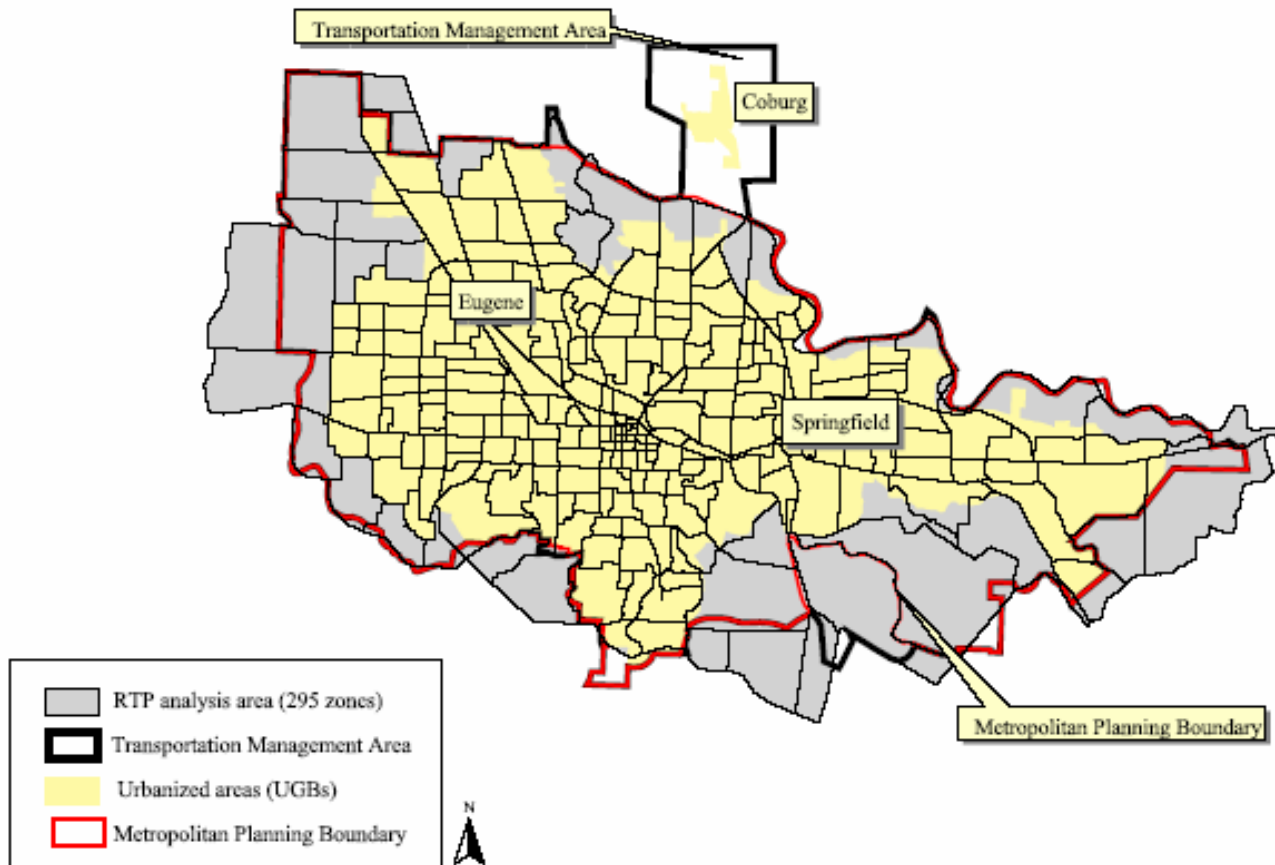 Transportation Management Area
Coburg
Eugene
Springfield
Metropolitan Planning Boundary
RTP analysis area (295 zones)
Transportation Management Area
Urbanized areas (UGBs)
Metropolitan Planning Boundary
N